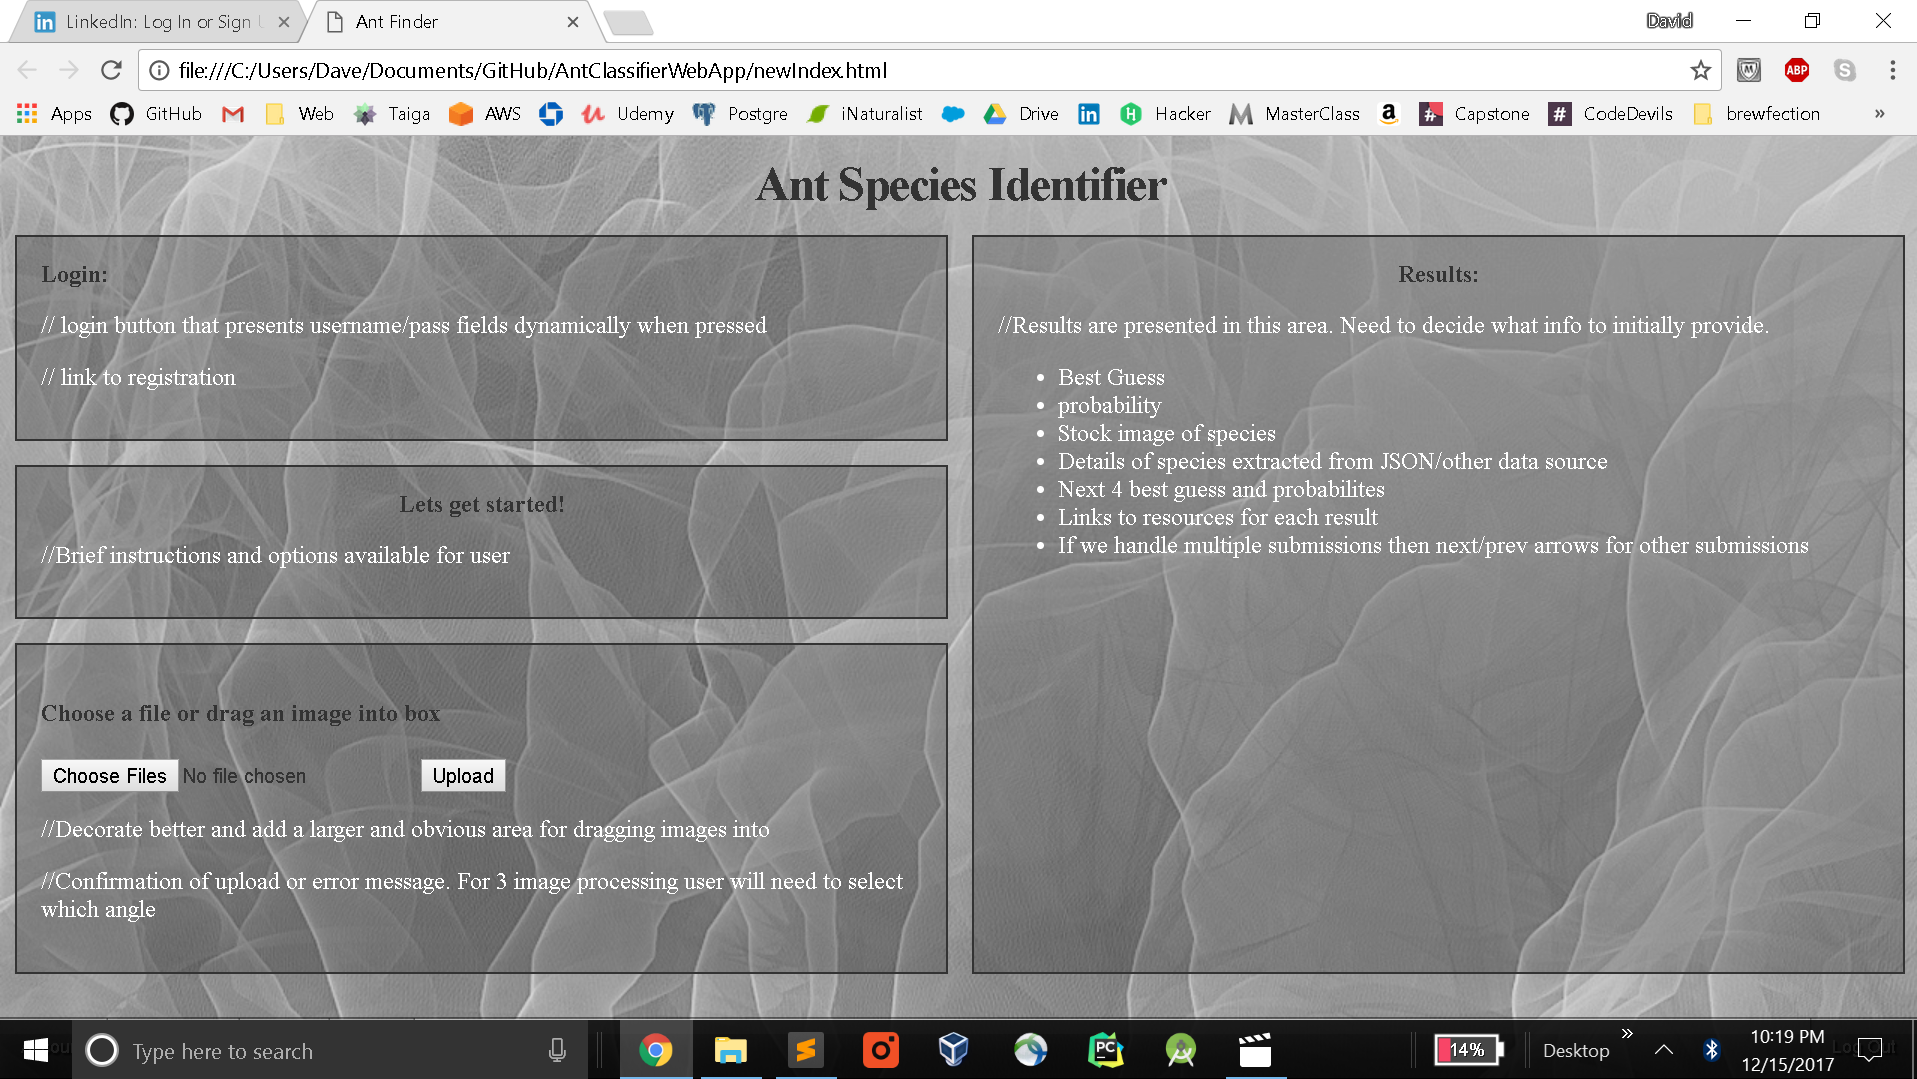 LinkedIn: Log In or Sign U
Ant Finder
David
file:///C:/Users/Dave/Documents/GitHub/AntClassifierWebApp/newIndex.html
ABP
Apps GitHub Web Taiga AWS Udemy Postgre iNaturalist Drive Hacker MasterClass Capstone CodeDevils brewfection »
Ant Species Identifier
Login:
// login button that presents username/pass fields dynamically when pressed
// link to registration
Lets get started!
//Brief instructions and options available for user
Choose a file or drag an image into box
Choose Files No file chosen Upload
//Decorate better and add a larger and obvious area for dragging images into
//Confirmation of upload or error message. For 3 image processing user will need to select
which angle
Results:
//Results are presented in this area. Need to decide what info to initially provide.
• Best Guess
• probability
• Stock image of species
• Details of species extracted from JSON/other data source
• Next 4 best guess and probabilites
• Links to resources for each result
• If we handle multiple submissions then next/prev arrows for other submissions
Type here to search
PC
14%
Desktop
10:19 PM
12/15/2017